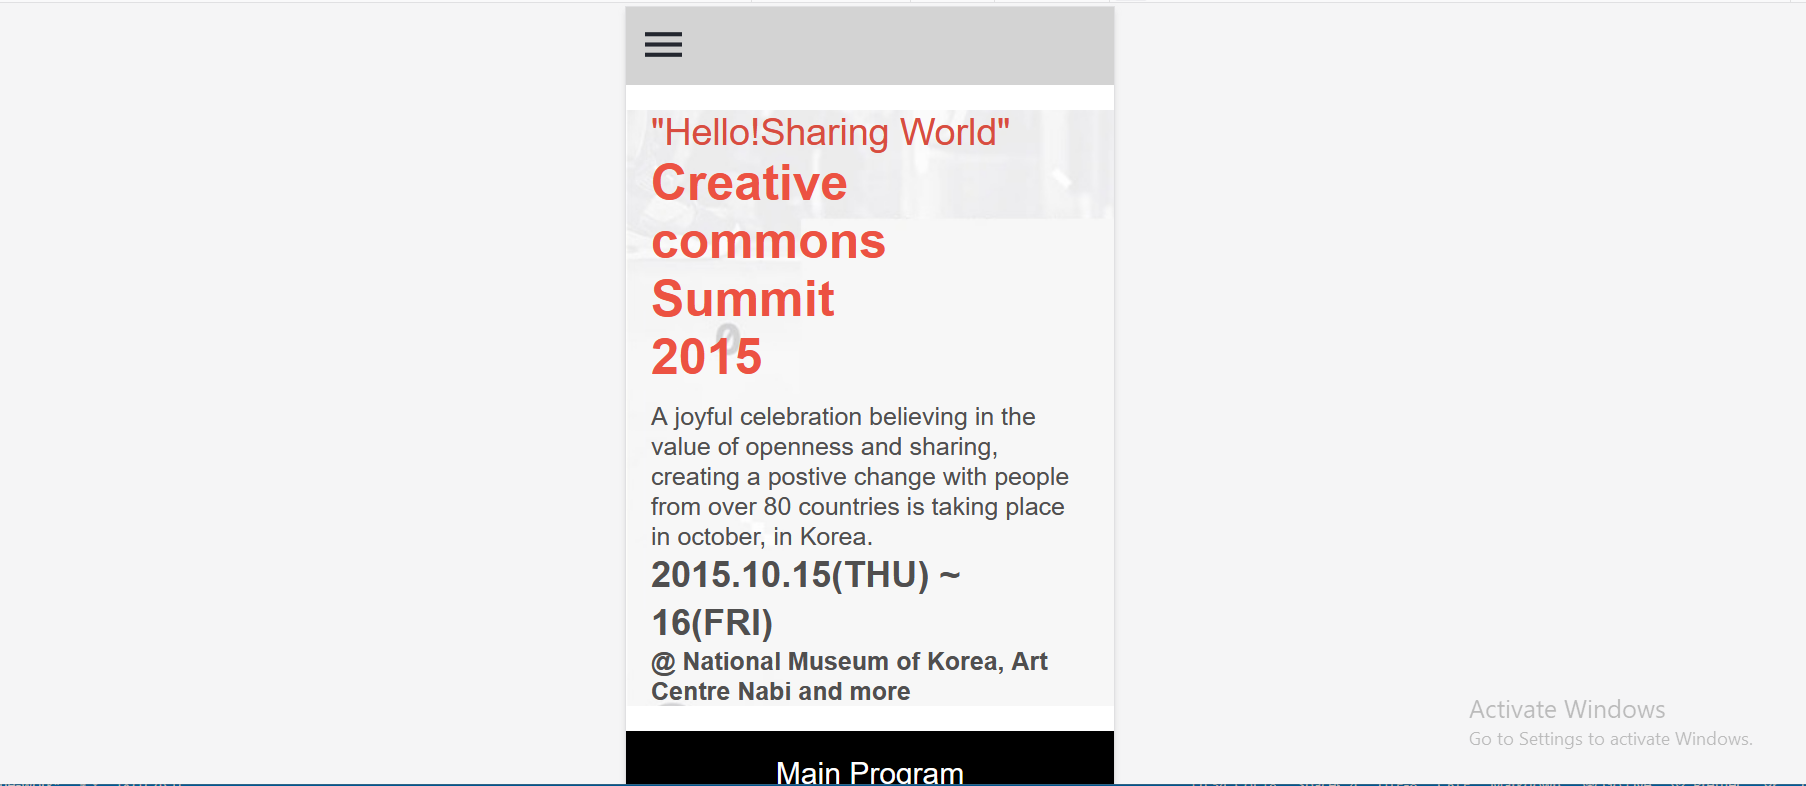 "Hello!Sharing World"
Creative
commons
Summit
2015
A joyful celebration believing in the
value of openness and sharing,
creating a postive change with people
from over 80 countries is taking place
in october, in Korea.
2015.10.15(THU) ~
16(FRI)
@ National Museum of Korea, Art
Centre Nabi and more
Main Program
Activate Windows
Go to Settings to activate Windows.